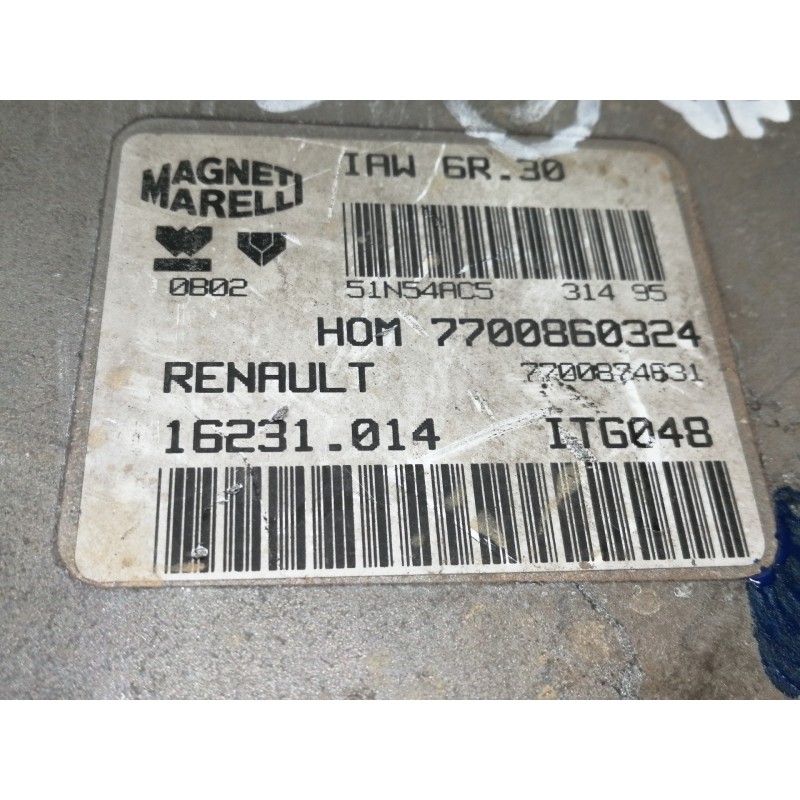 MAGNETI
MARELLI
IAW 6R.30
0B02
51N54AC5 314 95
HOM 7700860324
RENAULT 7700874631
16231.014 ITG048